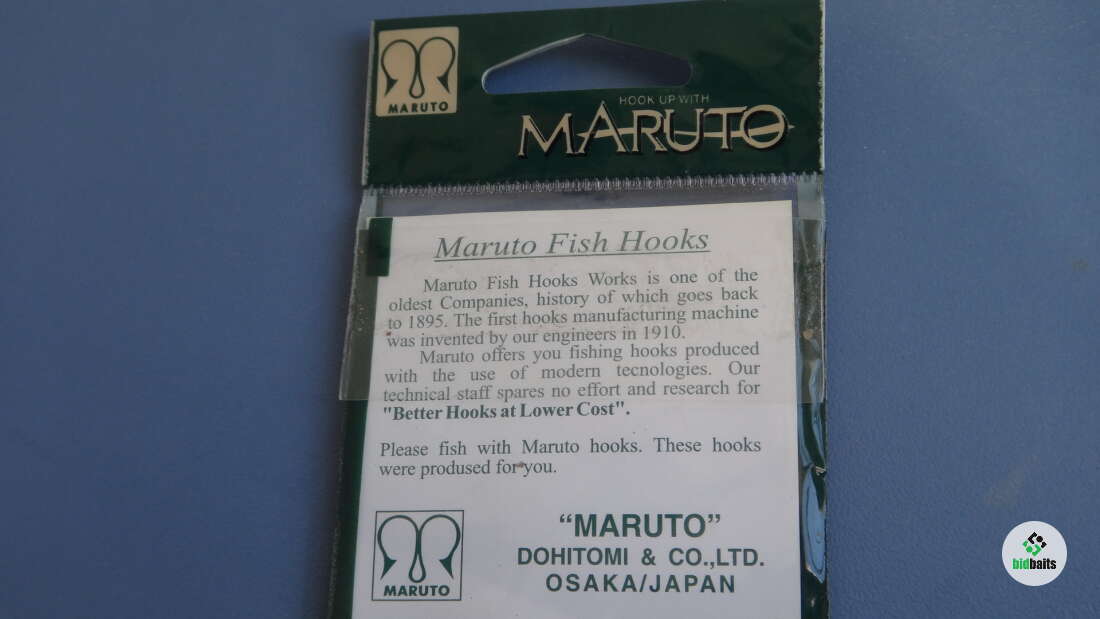 MARUTO
HOOK UP WITH
MARUTO
Maruto Fish Hooks
Maruto Fish Hooks Works is one of the
oldest Companies, history of which goes back
to 1895. The first hooks manufacturing machine
was invented by our engineers in 1910.
Maruto offers you fishing hooks produced
with the use of modern tecnologies. Our
technical staff spares no effort and research for
"Better Hooks at Lower Cost".
Please fish with Maruto hooks. These hooks
were prodused for you.
MARUTO
“MARUTO”
DOHITOMI & CO.,LTD.
OSAKA/JAPAN
bidbaits